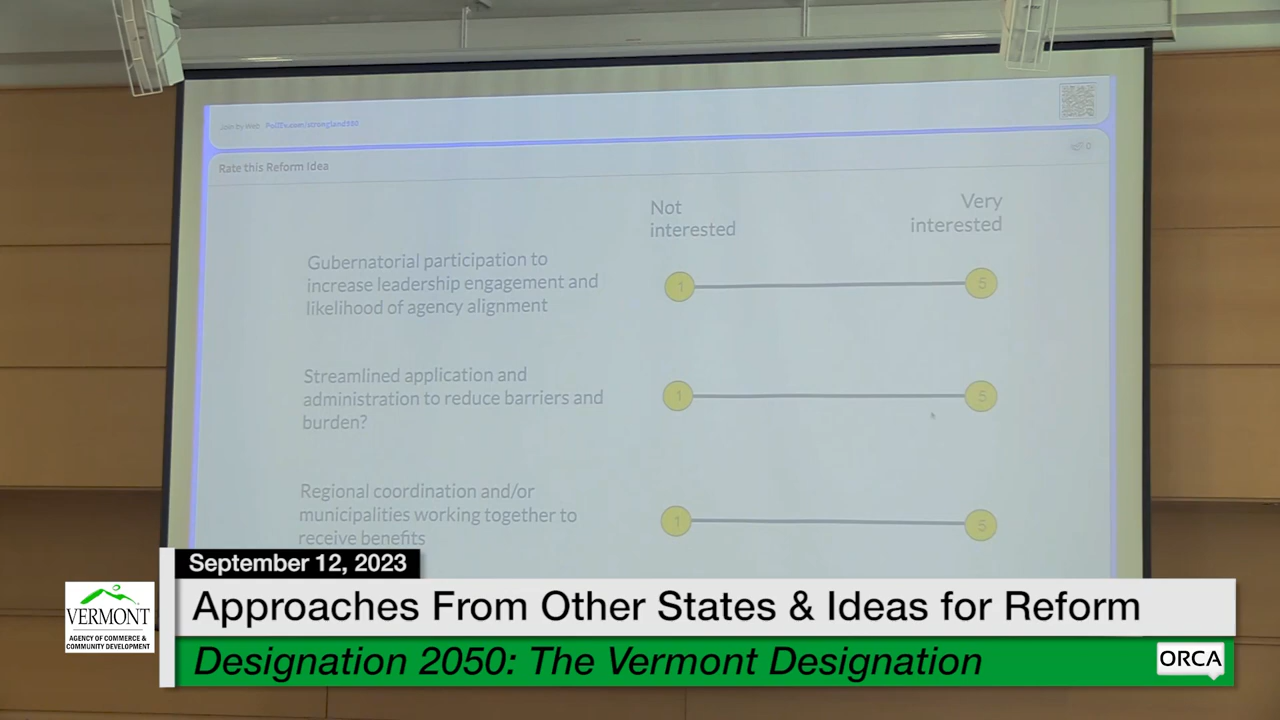 Join by Web PollEv.com/strongland986
Rate this Reform Idea
0
Not
interested
Very
interested
Gubernatorial participation to
increase leadership engagement and
likelihood of agency alignment
1
5
Streamlined application and
administration to reduce barriers and
burden?
1
5
Regional coordination and/or
municipalities working together to
receive benefits
1
5
September 12, 2023
Approaches From Other States & Ideas for Reform
Designation 2050: The Vermont Designation
VERMONT
AGENCY OF COMMERCE &
COMMUNITY DEVELOPMENT
ORCA